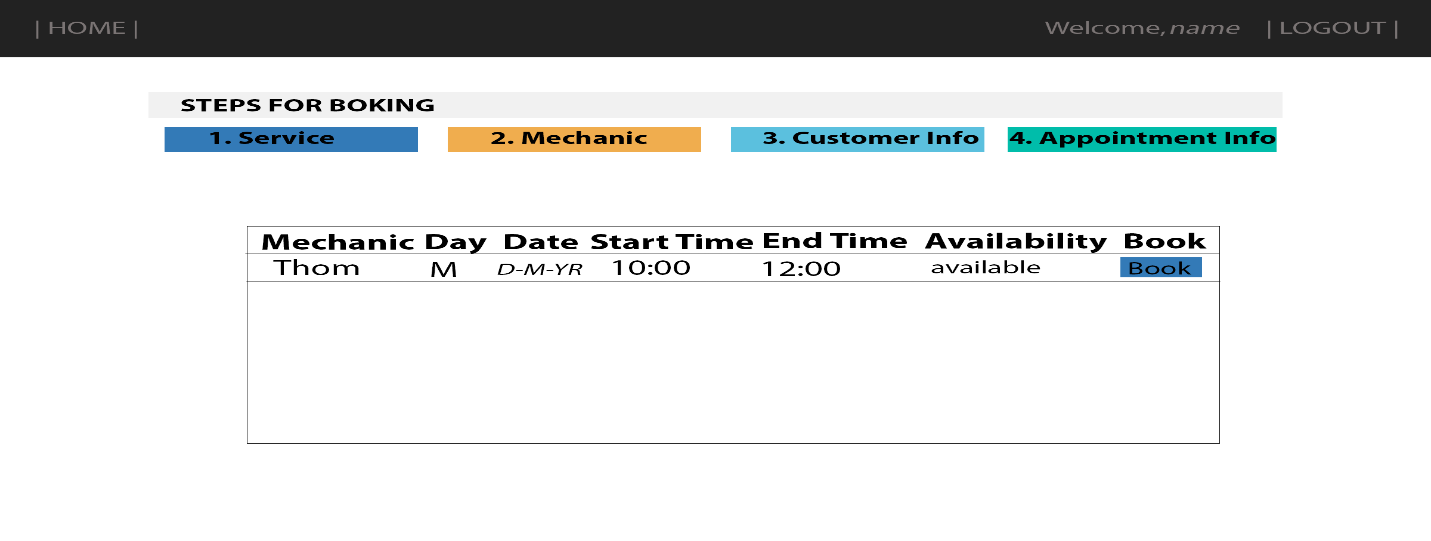 | HOME | Welcome, name | LOGOUT |
STEPS FOR BOKING
1. Service 2. Mechanic 3. Customer Info 4. Appointment Info
Mechanic Day Date Start Time End Time Availability Book
Thom M D-M-YR 10:00 12:00 available Book